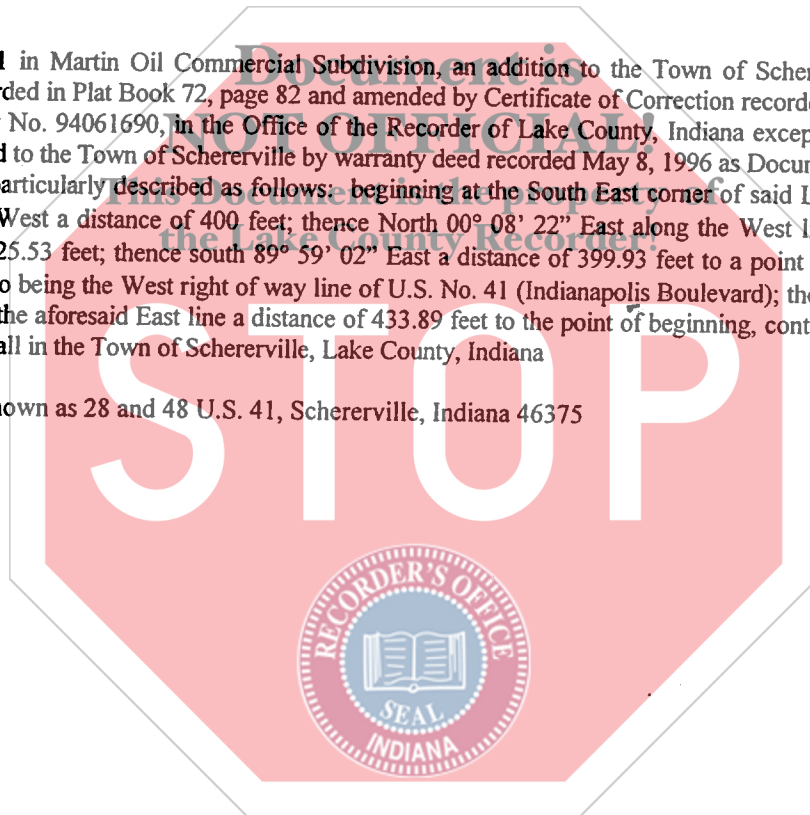 in Martin Oil Commercial Subdivision, an addition to the Town of Scher
rded in Plat Book 72, page 82 and amended by Certificate of Correction recorde
No. 94061690, in the Office of the Recorder of Lake County, Indiana excep
d to the Town of Schererville by warranty deed recorded May 8, 1996 as Docum
articularly described as follows: beginning at the South East corner of said L
West a distance of 400 feet; thence North 00° 08' 22" East along the West l
25.53 feet; thence south 89° 59' 02" East a distance of 399.93 feet to a point
o being the West right of way line of U.S. No. 41 (Indianapolis Boulevard); the
the aforesaid East line a distance of 433.89 feet to the point of beginning, cont
all in the Town of Schererville, Lake County, Indiana
nown as 28 and 48 U.S. 41, Schererville, Indiana 46375
Document is
NOT OFFICIAL!
This Document is the property of
the Lake County Recorder!
STOP
RECORDER'S OFFICE
SEAL
INDIANA